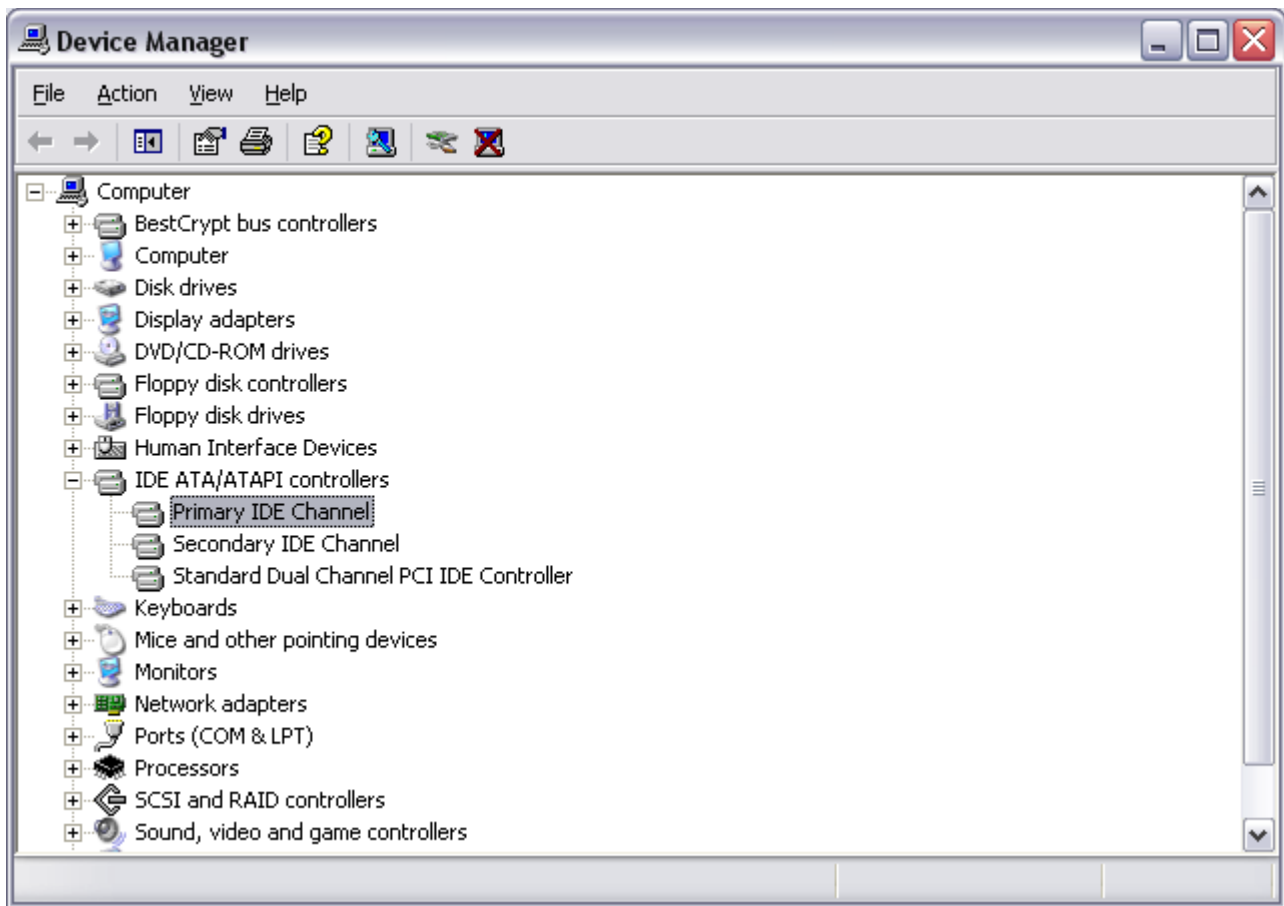 Device Manager
File Action View Help
Computer
BestCrypt bus controllers
Computer
Disk drives
Display adapters
DVD/CD-ROM drives
Floppy disk controllers
Floppy disk drives
Human Interface Devices
IDE ATA/ATAPI controllers
Primary IDE Channel
Secondary IDE Channel
Standard Dual Channel PCI IDE Controller
Keyboards
Mice and other pointing devices
Monitors
Network adapters
Ports (COM & LPT)
Processors
SCSI and RAID controllers
Sound, video and game controllers